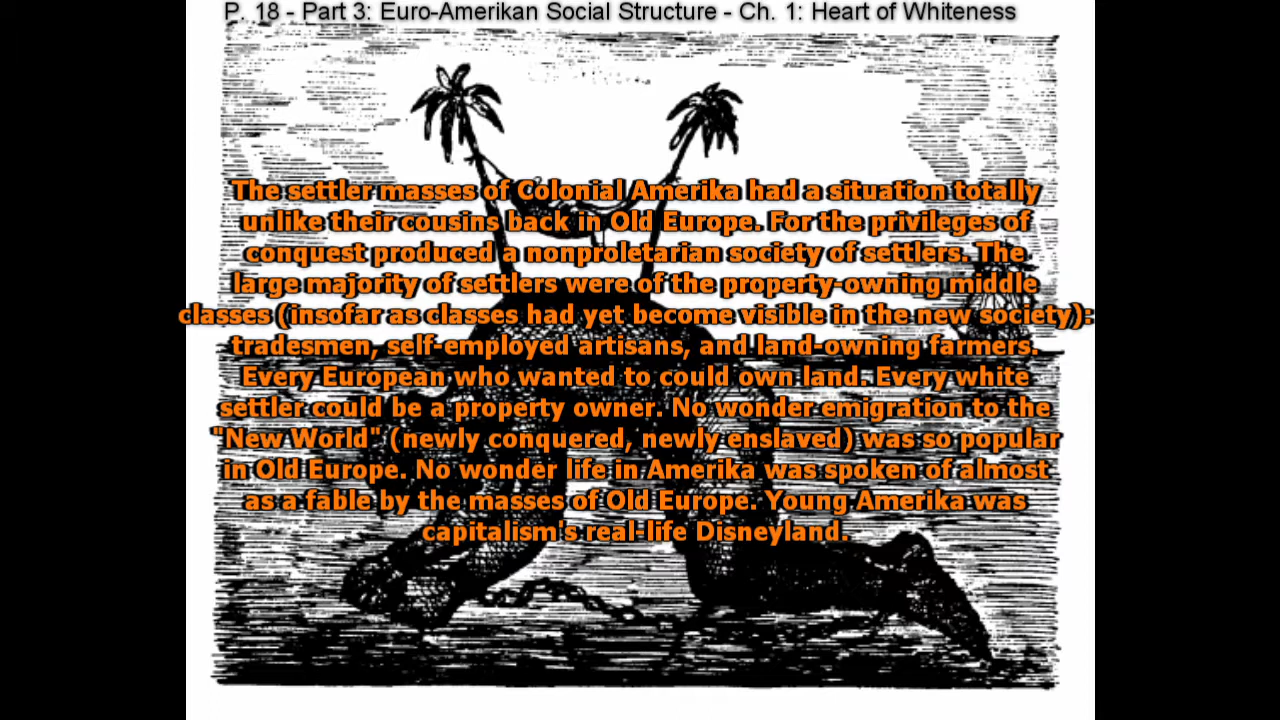 P. 18 - Part 3: Euro-Amerikan Social Structure - Ch. 1: Heart of Whiteness
The settler masses of Colonial Amerika had a situation totally
unlike their cousins back in Old Europe. For the privileges of
conquest produced a nonproletarian society of settlers. The
large majority of settlers were of the property-owning middle
classes (insofar as classes had yet become visible in the new society):
tradesmen, self-employed artisans, and land-owning farmers.
Every European who wanted to could own land. Every white
settler could be a property owner. No wonder emigration to the
"New World" (newly conquered, newly enslaved) was so popular
in Old Europe. No wonder life in Amerika was spoken of almost
as a fable by the masses of Old Europe. Young Amerika was
capitalism's real-life Disneyland.